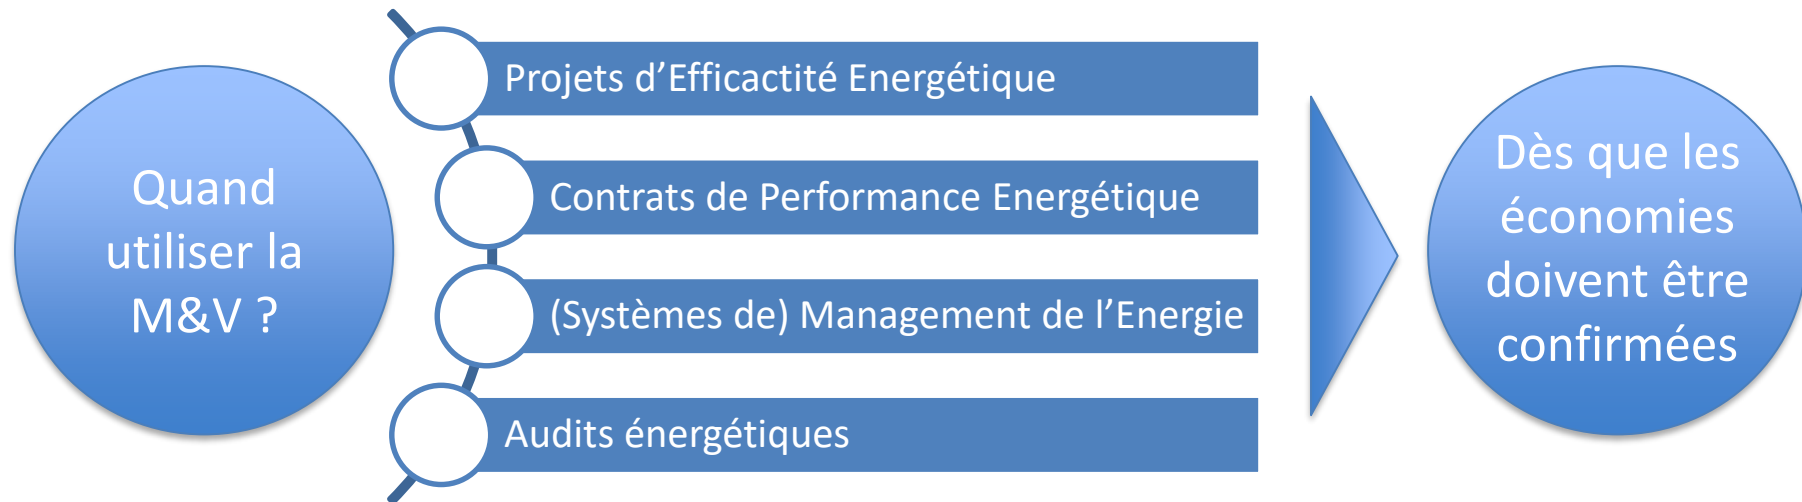 Quand
utiliser la
M&V ?
Projets d’Efficactité Energétique
Contrats de Performance Energétique
(Systèmes de) Management de l’Energie
Audits énergétiques
Dès que les
économies
doivent être
confirmées